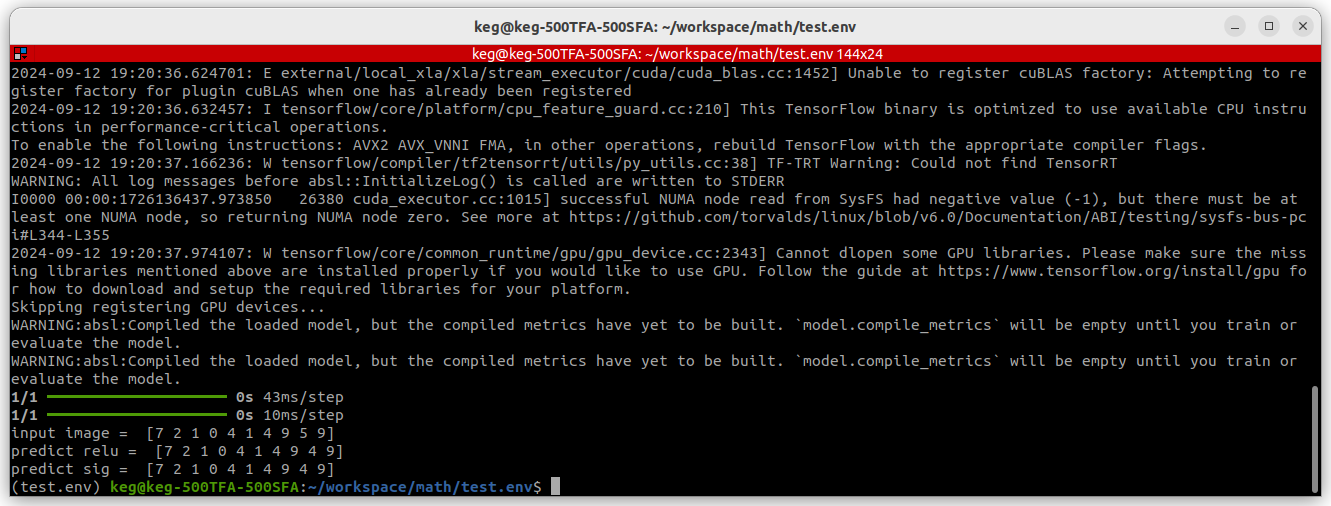 keg@keg-500TFA-500SFA: ~/workspace/math/test.env
keg@keg-500TFA-500SFA: ~/workspace/math/test.env 144x24
2024-09-12 19:20:36.624701: E external/local_xla/xla/stream_executor/cuda/cuda_blas.cc:1452] Unable to register cuBLAS factory: Attempting to re
gister factory for plugin cuBLAS when one has already been registered
2024-09-12 19:20:36.632457: I tensorflow/core/platform/cpu_feature_guard.cc:210] This TensorFlow binary is optimized to use available CPU instru
ctions in performance-critical operations.
To enable the following instructions: AVX2 AVX_VNNI FMA, in other operations, rebuild TensorFlow with the appropriate compiler flags.
2024-09-12 19:20:37.166236: W tensorflow/compiler/tf2tensorrt/utils/py_utils.cc:38] TF-TRT Warning: Could not find TensorRT
WARNING: All log messages before absl::InitializeLog() is called are written to STDERR
I0000 00:00:1726136437.973850   26380 cuda_executor.cc:1015] successful NUMA node read from SysFS had negative value (-1), but there must be at
least one NUMA node, so returning NUMA node zero. See more at https://github.com/torvalds/linux/blob/v6.0/Documentation/ABI/testing/sysfs-bus-pc
i#L344-L355
2024-09-12 19:20:37.974107: W tensorflow/core/common_runtime/gpu/gpu_device.cc:2343] Cannot dlopen some GPU libraries. Please make sure the miss
ing libraries mentioned above are installed properly if you would like to use GPU. Follow the guide at https://www.tensorflow.org/install/gpu fo
r how to download and setup the required libraries for your platform.
Skipping registering GPU devices...
WARNING:absl:Compiled the loaded model, but the compiled metrics have yet to be built. `model.compile_metrics` will be empty until you train or
evaluate the model.
WARNING:absl:Compiled the loaded model, but the compiled metrics have yet to be built. `model.compile_metrics` will be empty until you train or
evaluate the model.
1/1 ━━━━━━━━━━━━━━━━━━━━ 0s 43ms/step
1/1 ━━━━━━━━━━━━━━━━━━━━ 0s 10ms/step
input image =  [7 2 1 0 4 1 4 9 5 9]
predict relu =  [7 2 1 0 4 1 4 9 4 9]
predict sig =  [7 2 1 0 4 1 4 9 4 9]
(test.env) keg@keg-500TFA-500SFA:~/workspace/math/test.env$